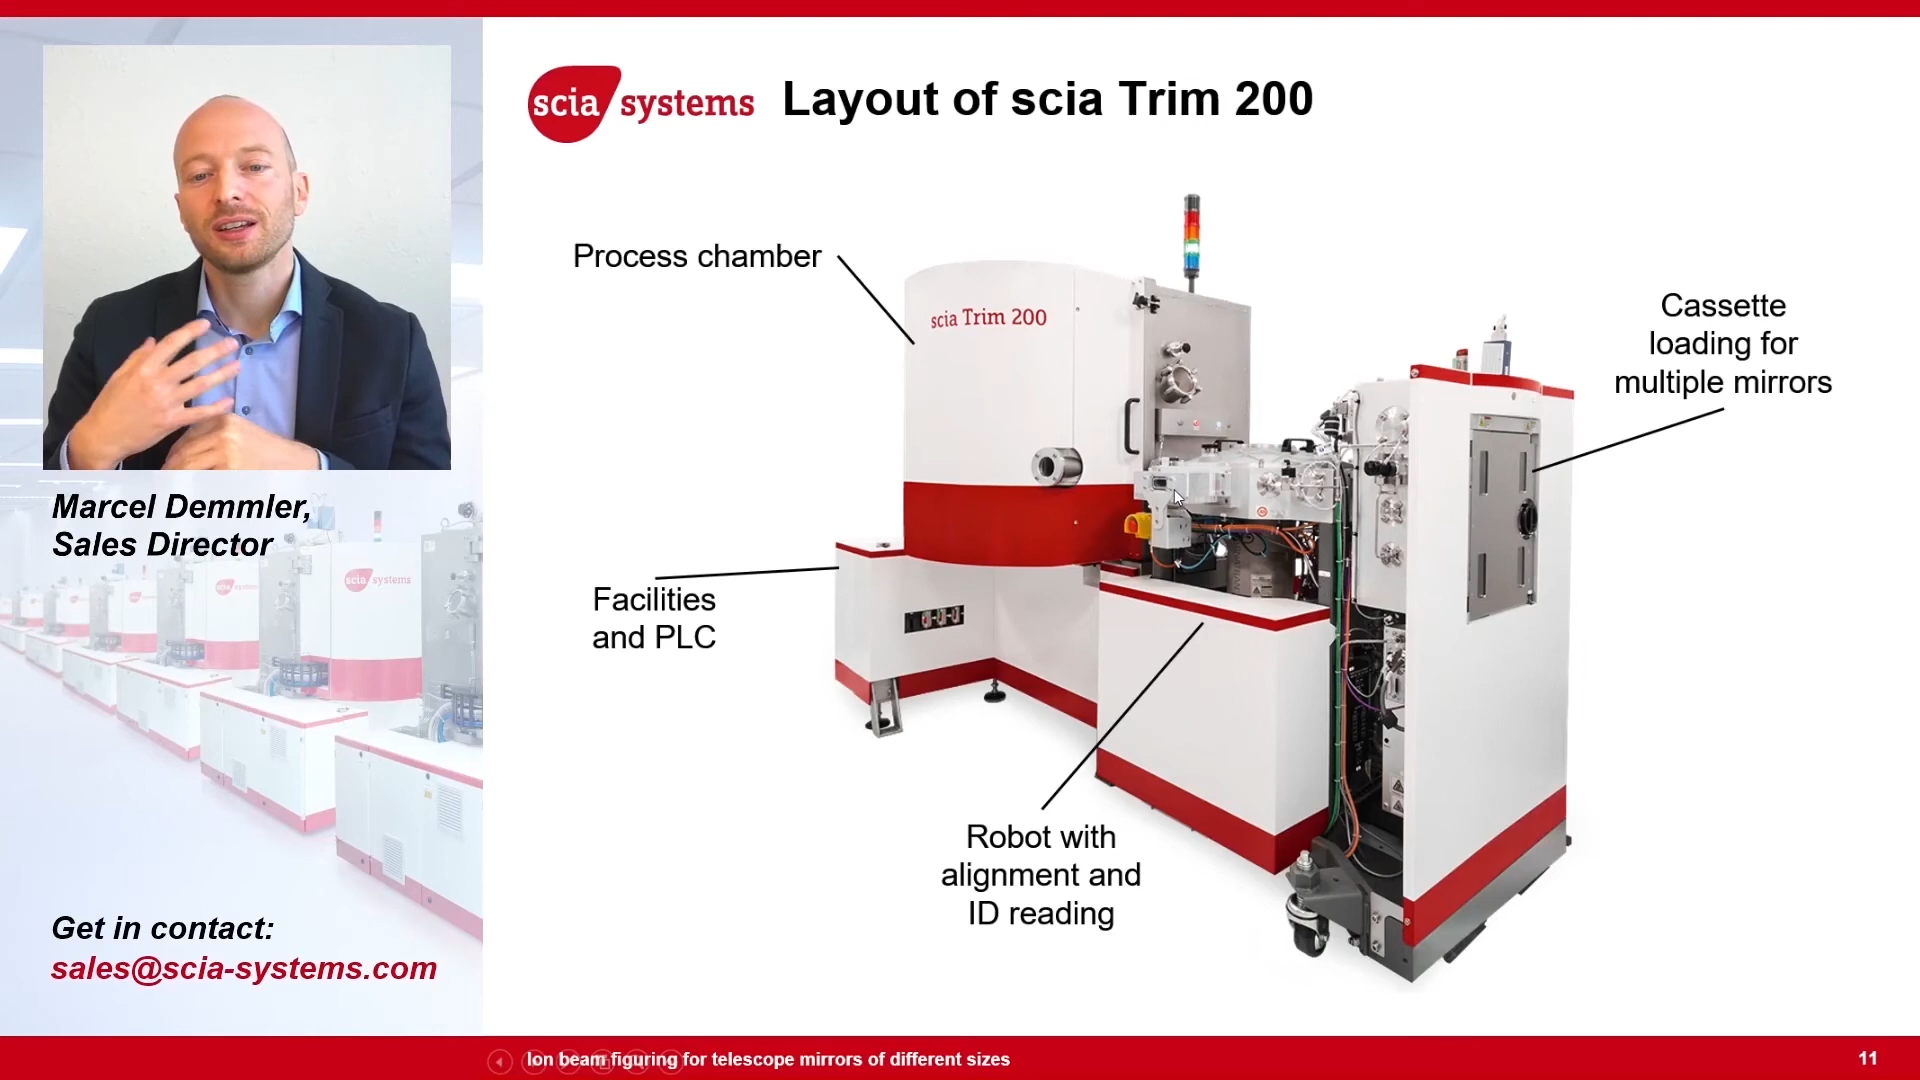 scia systems
Layout of scia Trim 200
Process chamber
scia Trim 200
Cassette
loading for
multiple mirrors
Facilities
and PLC
Robot with
alignment and
ID reading
Marcel Demmler,
Sales Director
scia systems
Get in contact:
sales@scia-systems.com
Ion beam figuring for telescope mirrors of different sizes
11